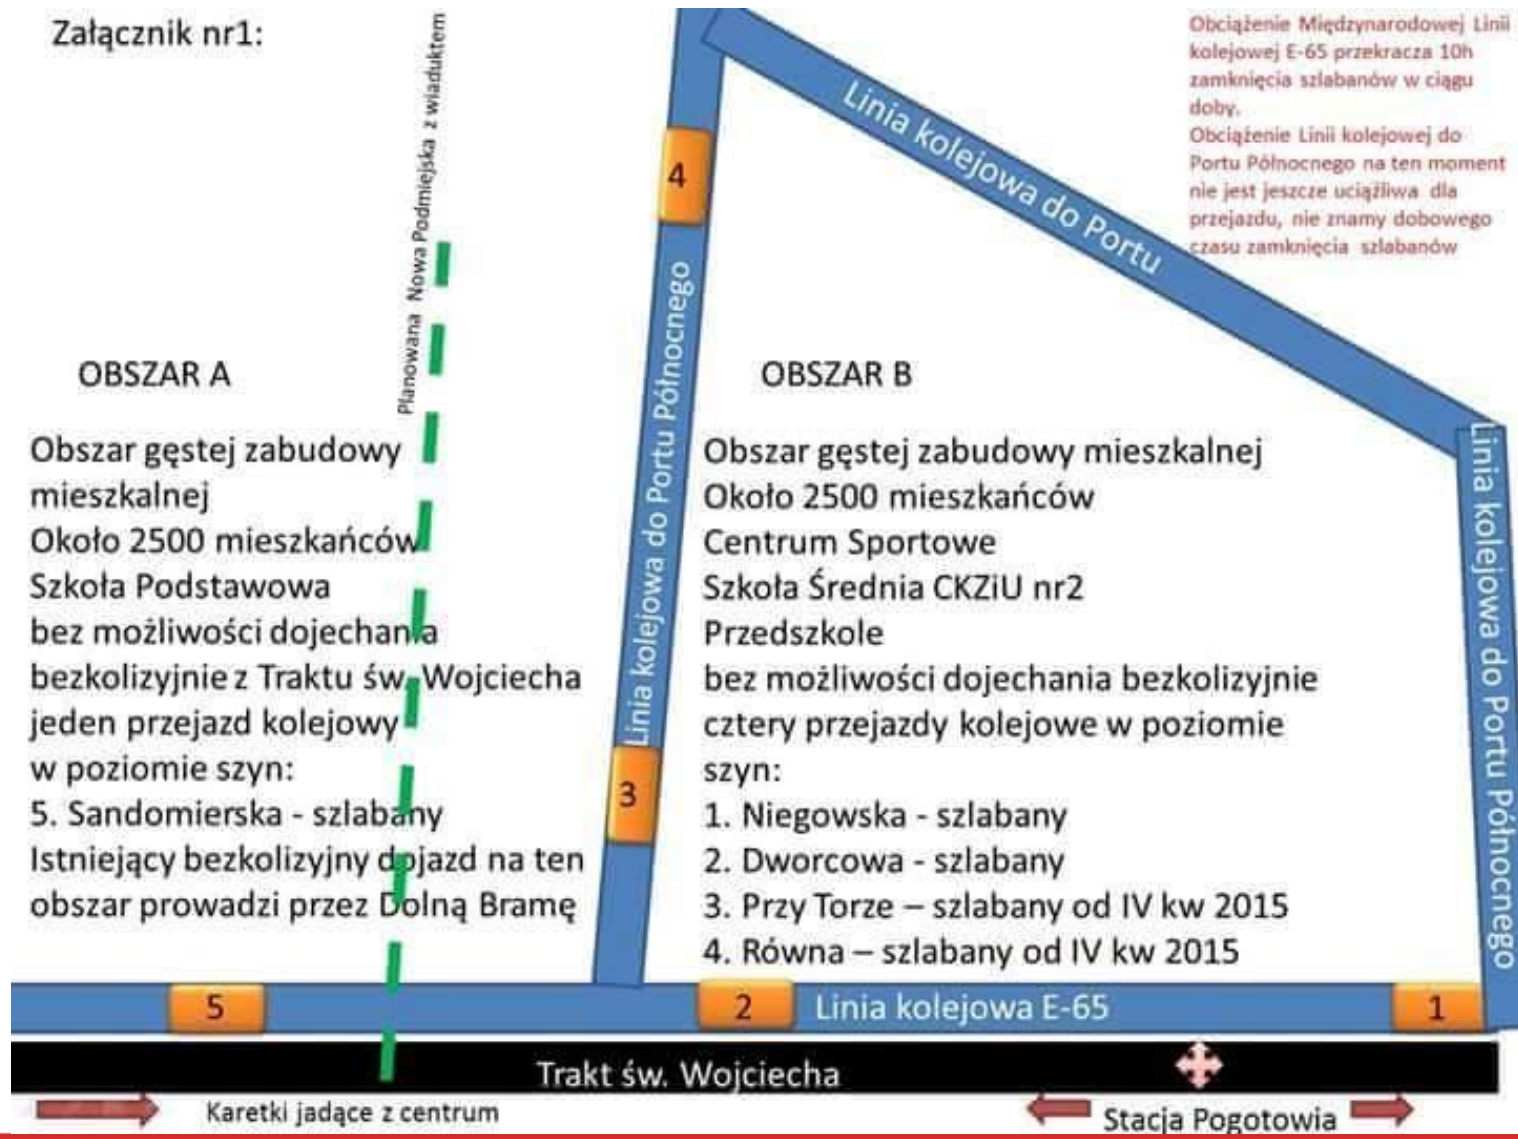 Załącznik nr1:
Planowana Nowa Podmiejska z wiaduktem
Obciążenie Międzynarodowej Linii
kolejowej E-65 przekracza 10h
zamknięcia szlabanów w ciągu
doby.
Obciążenie Linii kolejowej do
Portu Północnego na ten moment
nie jest jeszcze uciążliwa dla
przejazdu, nie znamy dobowego
czasu zamknięcia szlabanów
Linia kolejowa do Portu
4
Linia kolejowa do Portu Północnego
3
OBSZAR A
Obszar gęstej zabudowy
mieszkalnej
Około 2500 mieszkańców
Szkoła Podstawowa
bez możliwości dojechania
bezkolizyjnie z Traktu św. Wojciecha
jeden przejazd kolejowy
w poziomie szyn:
5. Sandomierska - szlabany
Istniejący bezkolizyjny dojazd na ten
obszar prowadzi przez Dolną Bramę
OBSZAR B
Obszar gęstej zabudowy mieszkalnej
Około 2500 mieszkańców
Centrum Sportowe
Szkoła Średnia CKZiU nr2
Przedszkole
bez możliwości dojechania bezkolizyjnie
cztery przejazdy kolejowe w poziomie
szyn:
1. Niegowska - szlabany
2. Dworcowa - szlabany
3. Przy Torze – szlabany od IV kw 2015
4. Równa – szlabany od IV kw 2015
Linia kolejowa do Portu Północnego
5
2
Linia kolejowa E-65
1
Trakt św. Wojciecha
Karetki jadące z centrum
Stacja Pogotowia